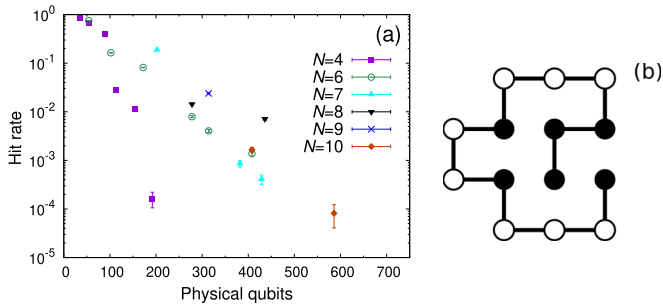 (a)
(b)
Hit rate
10^0
10^-1
10^-2
10^-3
10^-4
10^-5
N=4
N=6
N=7
N=8
N=9
N=10
0 100 200 300 400 500 600 700
Physical qubits